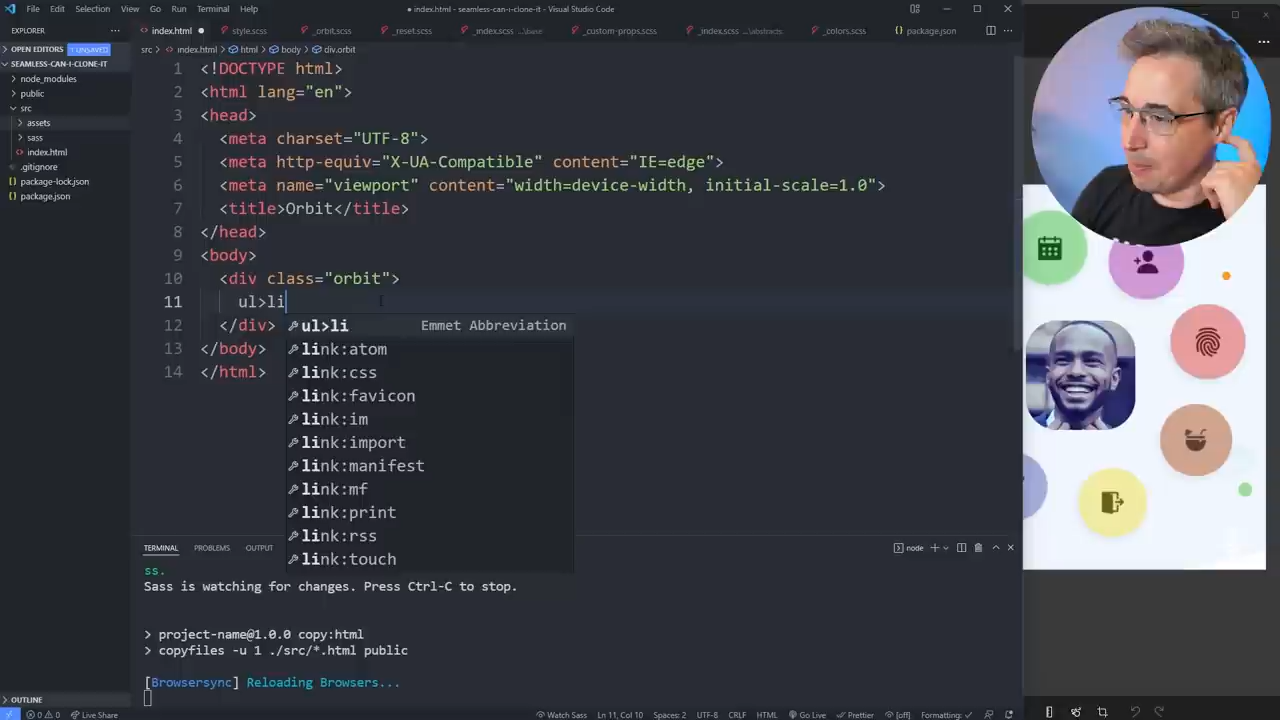 File Edit Selection View Go Run Terminal Help
● index.html - seamless-can-i-clone-it - Visual Studio Code
EXPLORER
index.html
style.scss
_orbit.scss
_reset.scss
_index.scss ...\base
_custom-props.scss
_index.scss ...\abstracts
_colors.scss
package.json
OPEN EDITORS 1 UNSAVED
SEAMLESS-CAN-I-CLONE-IT
node_modules
public
src
assets
sass
index.html
.gitignore
package-lock.json
package.json
src > index.html > html > body > div.orbit
1 <!DOCTYPE html>
2 <html lang="en">
3 <head>
4 <meta charset="UTF-8">
5 <meta http-equiv="X-UA-Compatible" content="IE=edge">
6 <meta name="viewport" content="width=device-width, initial-scale=1.0">
7 <title>Orbit</title>
8 </head>
9 <body>
10 <div class="orbit">
11 ul>li
12 </div>
13 </body>
14 </html>
ul>li Emmet Abbreviation
link:atom
link:css
link:favicon
link:im
link:import
link:manifest
link:mf
link:print
link:rss
link:touch
TERMINAL PROBLEMS OUTPUT
node
ss.
Sass is watching for changes. Press Ctrl-C to stop.
> project-name@1.0.0 copy:html
> copyfiles -u 1 ./src/*.html public
[Browsersync] Reloading Browsers...
OUTLINE
0 0 Live Share
Watch Sass Ln 11, Col 10 Spaces: 2 UTF-8 CRLF HTML Go Live Prettier [off] Formatting: ✓